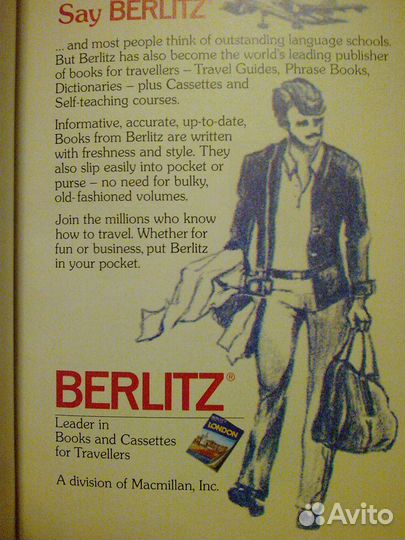 Say BERLITZ®
... and most people think of outstanding language schools.
But Berlitz has also become the world's leading publisher
of books for travellers – Travel Guides, Phrase Books,
Dictionaries – plus Cassettes and
Self-teaching courses.
Informative, accurate, up-to-date,
Books from Berlitz are written
with freshness and style. They
also slip easily into pocket or
purse – no need for bulky,
old-fashioned volumes.
Join the millions who know
how to travel. Whether for
fun or business, put Berlitz
in your pocket.
BERLITZ®
Leader in
Books and Cassettes
for Travellers
LONDON
A division of Macmillan, Inc.
Avito